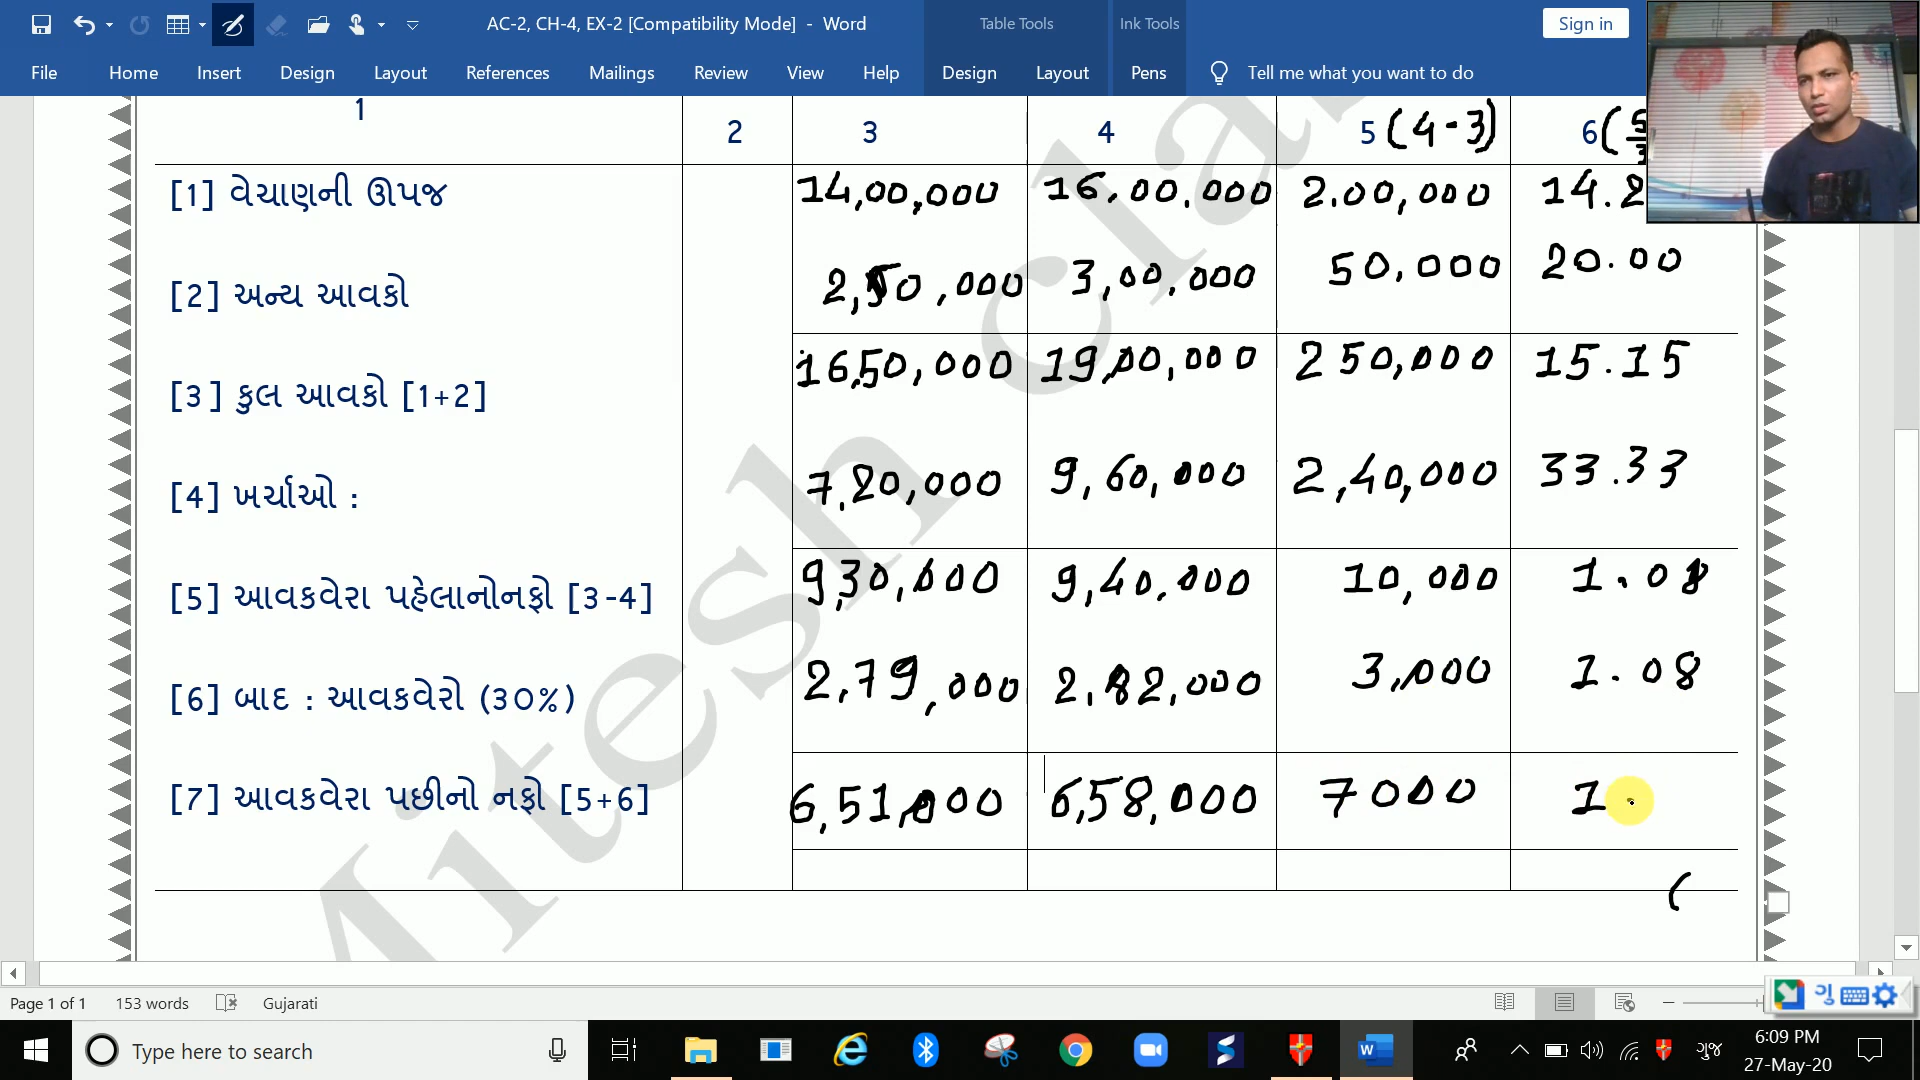 AC-2, CH-4, EX-2 [Compatibility Mode] - Word
Table Tools
Ink Tools
Sign in
File Home Insert Design Layout References Mailings Review View Help Design Layout Pens Tell me what you want to do
1 2 3 4 5 (4-3) 6
[1] વેચાણની ઊપજ 14,00,000 16,00,000 2,00,000 14.2
[2] અન્ય આવકો 2,50,000 3,00,000 50,000 20.00
[3] કુલ આવકો [1+2] 16,50,000 19,00,000 250,000 15.15
[4] ખર્ચાઓ : 7,20,000 9,60,000 2,40,000 33.33
[5] આવકવેરા પહેલાનોનફો [3-4] 9,30,000 9,40,000 10,000 1.08
[6] બાદ : આવકવેરો (30%) 2,79,000 2,82,000 3,000 1.08
[7] આવકવેરા પછીનો નફો [5+6] 6,51,000 6,58,000 7000 1.
(
Mitesh cla
Page 1 of 1 153 words Gujarati
Type here to search
ગુજ
6:09 PM
27-May-20